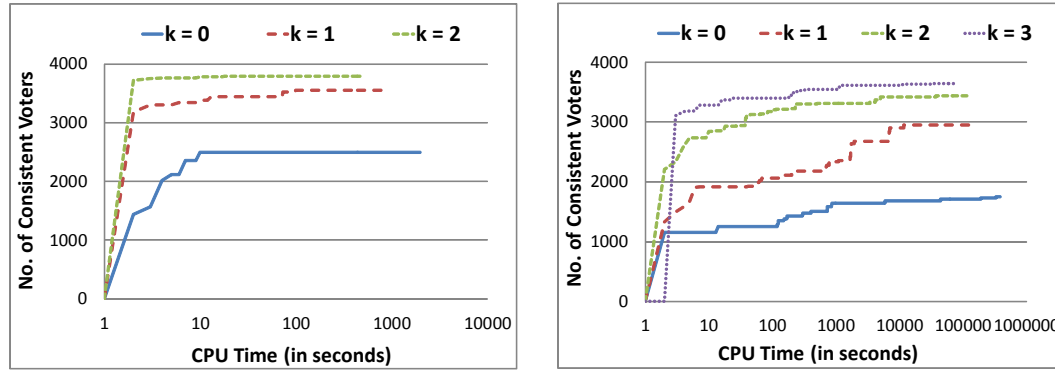 k = 0 k = 1 k = 2
4000
3000
2000
1000
0
No. of Consistent Voters
1 10 100 1000 10000
CPU Time (in seconds)
k = 0 k = 1 k = 2 k = 3
4000
3000
2000
1000
0
No. of Consistent Voters
1 10 100 1000 10000 100000 1000000
CPU Time (in seconds)